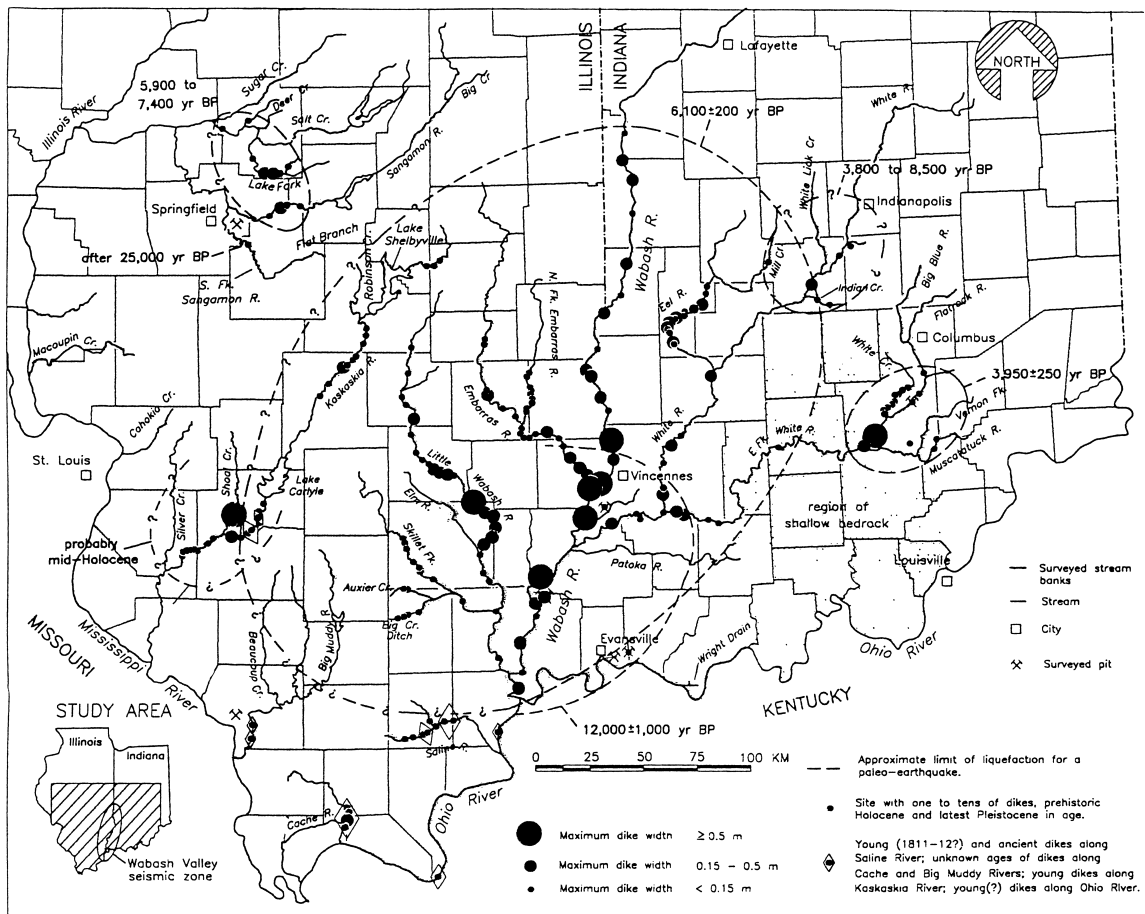 ILLINOIS
INDIANA
Lafayette
NORTH
5,900 to
7,400 yr BP
Sugar Cr.
Deer Cr
Salt Cr.
Big Cr
Illinois River
Sangamon R.
Lake Fork
6,100±200 yr BP
White R.
White Lick Cr
3,800 to 8,500 yr BP
Indianapolis
Springfield
Flat Branch
after 25,000 yr BP
S. Fk.
Sangamon R.
Robinson Cr.
Lake
Shelbyville
Wabash R.
N. Fk. Embarras R.
Eel R.
Mill Cr
Indian Cr.
Big Blue R.
Flatrock R.
Columbus
White Cr.
3,950±250 yr BP
Macoupin Cr.
Kaskaskia R.
Embarras R.
White R.
E Fk. White R.
Vernon Fk.
Muscatatuck R.
Cahokia Cr.
St. Louis
Shoal Cr.
Silver Cr.
Lake
Carlyle
Little Wabash R
Elm R.
Vincennes
region of
shallow bedrock
probably
mid-Holocene
Skillet Fk.
Auxier Cr.
Big Cr.
Ditch
Patoka R.
Louisville
Wabash R.
Evansville
Wright Drain
Ohio River
MISSOURI
Mississippi River
Beaucoup Cr.
Big Muddy R
KENTUCKY
Surveyed stream
banks
Stream
City
Surveyed pit
12,000±1,000 yr BP
Saline R.
STUDY AREA
Illinois
Indiana
Wabash Valley
seismic zone
Cache R.
Ohio River
0 20 40 60 80 100 KM
Maximum dike width ≥0.5 m
Maximum dike width 0.15 - 0.5 m
Maximum dike width < 0.15 m
Approximate limit of liquefaction for a
paleo-earthquake.
Site with one to tens of dikes, prehistoric
Holocene and latest Pleistocene in age.
Young (1811-12?) and ancient dikes along
Saline River; unknown ages of dikes along
Cache and Big Muddy Rivers; young dikes along
Kaskaskia River; young(?) dikes along Ohio River.